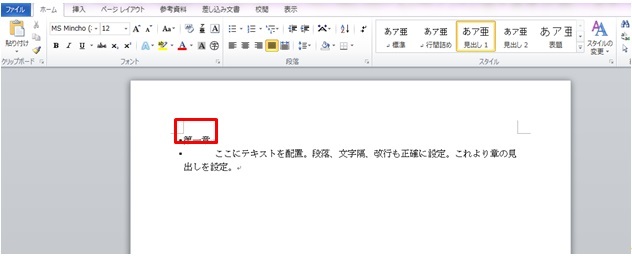 ファイル ホーム 挿入 ページ レイアウト 参考資料 差し込み文書 校閲 表示
MS Mincho (: 12
貼り付け
クリップボード フォント 段落 スタイル
あア亜 あア亜 あア亜 あア亜 あア亜
標準 行間詰め 見出し 1 見出し 2 表題
スタイルの
変更
第一章
ここにテキストを配置。段落、文字隔、改行も正確に設定。これより章の見
出しを設定。